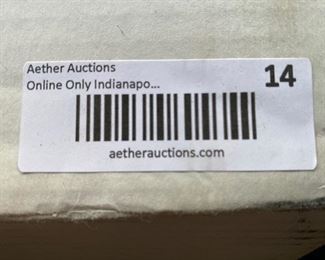 Aether Auctions 14
Online Only Indianapo...
aetherauctions.com